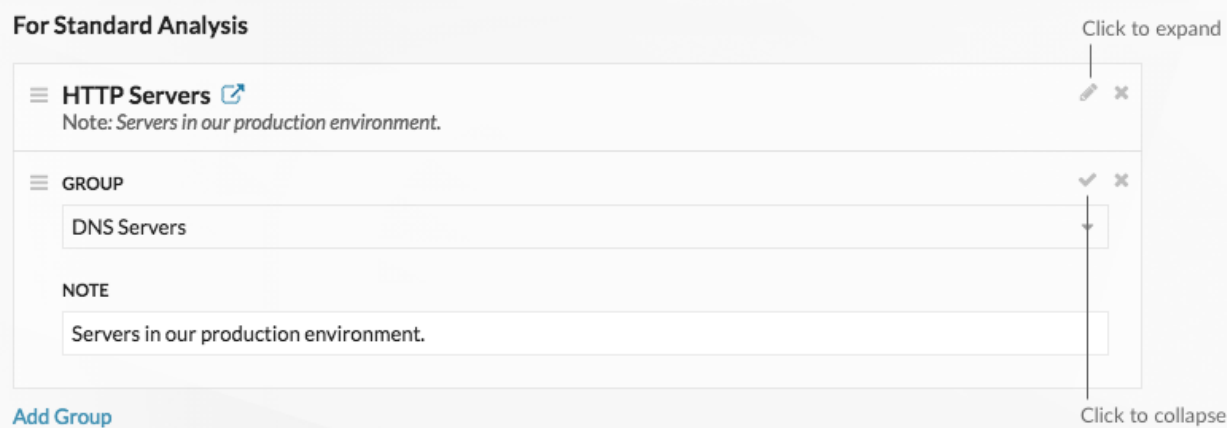 For Standard Analysis
Click to expand
HTTP Servers
Note: Servers in our production environment.
GROUP
DNS Servers
NOTE
Servers in our production environment.
Add Group
Click to collapse